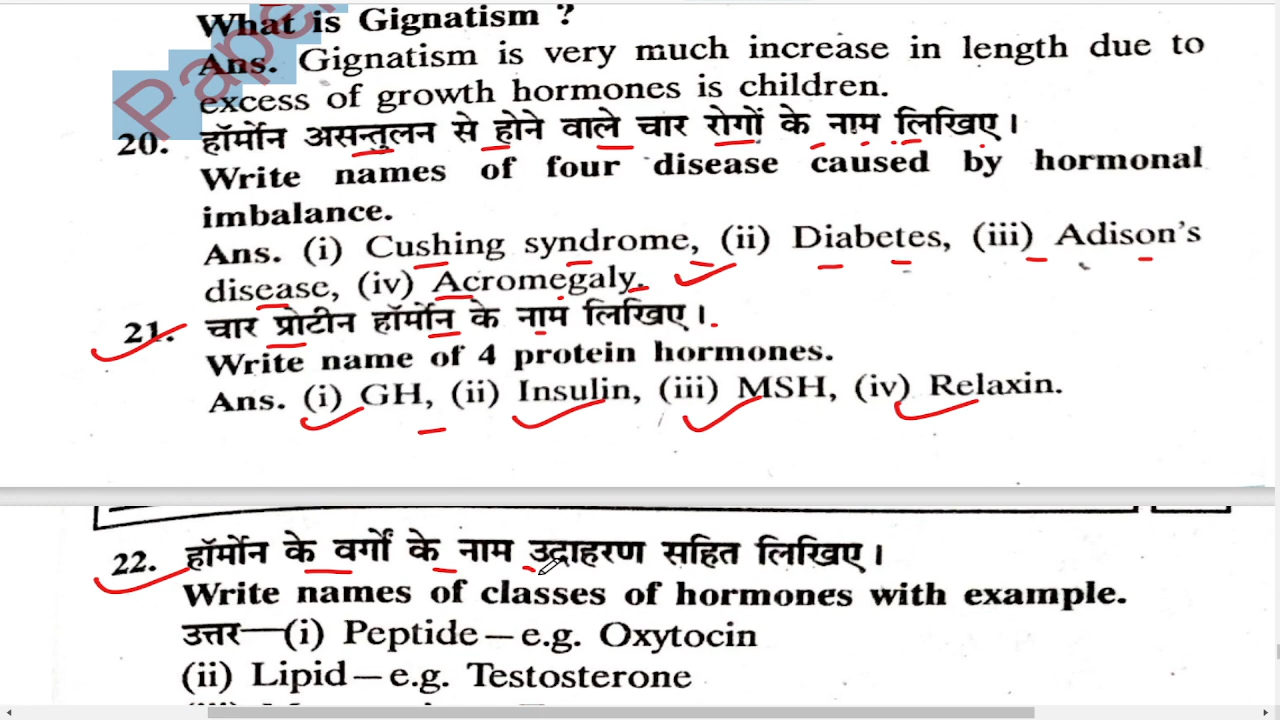 What is Gignatism ?
Ans. Gignatism is very much increase in length due to
excess of growth hormones is children.
20. हॉर्मोन असन्तुलन से होने वाले चार रोगों के नाम लिखिए।
Write names of four disease caused by hormonal
imbalance.
Ans. (i) Cushing syndrome, (ii) Diabetes, (iii) Adison's
disease, (iv) Acromegaly.
21. चार प्रोटीन हॉर्मोन के नाम लिखिए।
Write name of 4 protein hormones.
Ans. (i) GH, (ii) Insulin, (iii) MSH, (iv) Relaxin.
22. हॉर्मोन के वर्गों के नाम उदाहरण सहित लिखिए।
Write names of classes of hormones with example.
उत्तर—(i) Peptide—e.g. Oxytocin
(ii) Lipid—e.g. Testosterone